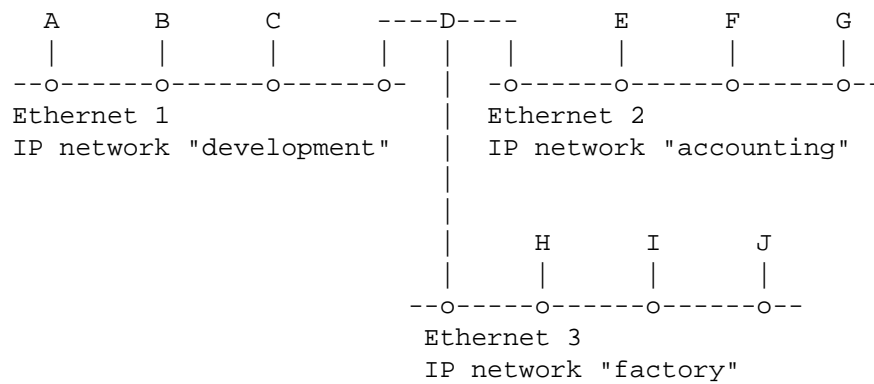 A B C ----D---- E F G
| | | | | | | | |
--o------o------o------o- | -o------o------o------o--
Ethernet 1 | Ethernet 2
IP network "development" | IP network "accounting"
|
|
| H I J
| | | |
--o-----o------o------o--
Ethernet 3
IP network "factory"